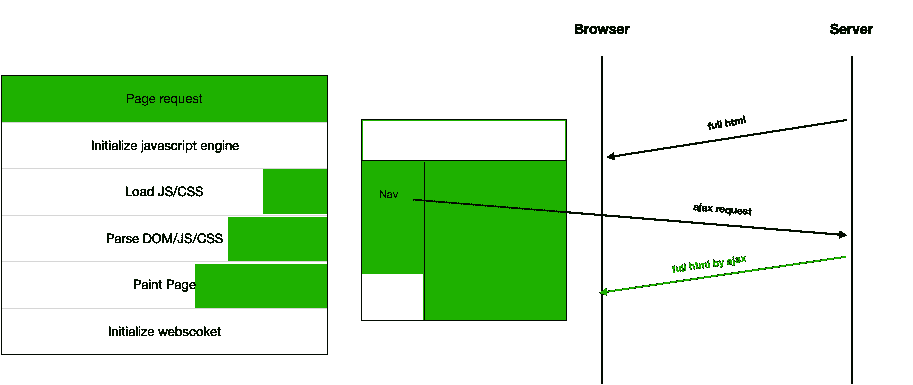 Browser
Server
Page request
Initialize javascript engine
Load JS/CSS
Parse DOM/JS/CSS
Paint Page
Initialize webscoket
Nav
full html
ajax request
full html by ajax